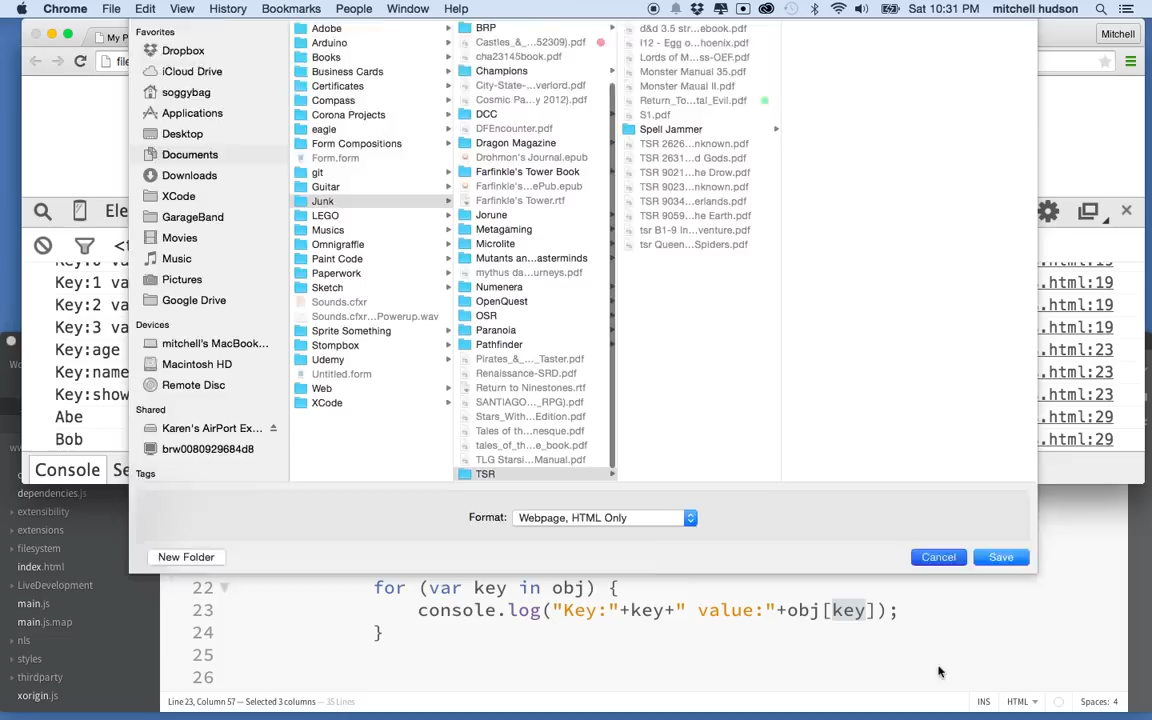 Chrome File Edit View History Bookmarks People Window Help Sat 10:31 PM mitchell hudson
My P
Mitchell
file
Favorites
Dropbox
iCloud Drive
soggybag
Applications
Desktop
Documents
Downloads
XCode
GarageBand
Movies
Music
Pictures
Google Drive
Devices
mitchell's MacBook...
Macintosh HD
Remote Disc
Shared
Karen's AirPort Ex...
brw0080929684d8
Tags
Adobe
Arduino
Books
Business Cards
Certificates
Compass
Corona Projects
eagle
Form Compositions
Form.form
git
Guitar
Junk
LEGO
Musics
Omnigraffle
Paint Code
Paperwork
Sketch
Sounds.cfxr
Sounds.cfxr...Powerup.wav
Sprite Something
Stompbox
Udemy
Untitled.form
Web
XCode
BRP
Castles_&_...52309).pdf
cha23145book.pdf
Champions
City-State-...verlord.pdf
Cosmic Pa...y 2012).pdf
DCC
DFEncounter.pdf
Dragon Magazine
Drohmon's Journal.epub
Farfinkle's Tower Book
Farfinkle's...ePub.epub
Farfinkle's Tower.rtf
Jorune
Metagaming
Microlite
Mutants an...asterminds
mythus da...urneys.pdf
Numenera
OpenQuest
OSR
Paranoia
Pathfinder
Pirates_&_..._Taster.pdf
Renaissance-SRD.pdf
Return to Ninestones.rtf
SANTIAGO..._RPG).pdf
Stars_With...Edition.pdf
Tales of th...nesque.pdf
tales_of_th...e_book.pdf
TLG Starsi...Manual.pdf
TSR
d&d 3.5 str...ebook.pdf
I12 - Egg o...hoenix.pdf
Lords of M...ss-OEF.pdf
Monster Manual 35.pdf
Monster Maual II.pdf
Return_To...tal_Evil.pdf
S1.pdf
Spell Jammer
TSR 2626...nknown.pdf
TSR 2631...d Gods.pdf
TSR 9021...he Drow.pdf
TSR 9023...nknown.pdf
TSR 9034...erlands.pdf
TSR 9059...he Earth.pdf
tsr B1-9 In...venture.pdf
tsr Queen...Spiders.pdf
Format: Webpage, HTML Only
New Folder Cancel Save
Ele
<t
Key:1 va .html:19
Key:2 va .html:19
Key:3 va .html:19
Key:age .html:23
Key:name .html:23
Key:show .html:23
Abe .html:29
Bob .html:29
Console Se
dependencies.js
extensibility
extensions
filesystem
index.html
LiveDevelopment
main.js
main.js.map
nls
styles
thirdparty
xorigin.js
22 for (var key in obj) {
23 console.log("Key:"+key+" value:"+obj[key]);
24 }
25
26
Line 23, Column 57 — Selected 3 columns — 35 Lines INS HTML Spaces: 4